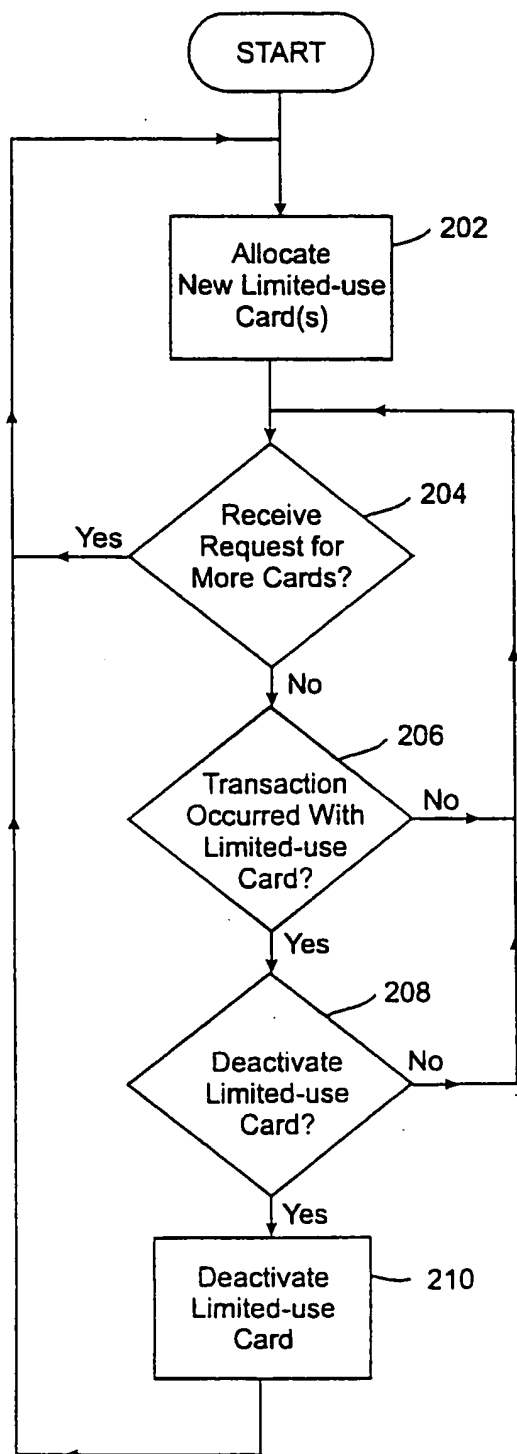 START
202
Allocate
New Limited-use
Card(s)
204
Receive
Request for
More Cards?
Yes
No
206
Transaction
Occurred With
Limited-use
Card?
No
Yes
208
Deactivate
Limited-use
Card?
No
Yes
210
Deactivate
Limited-use
Card